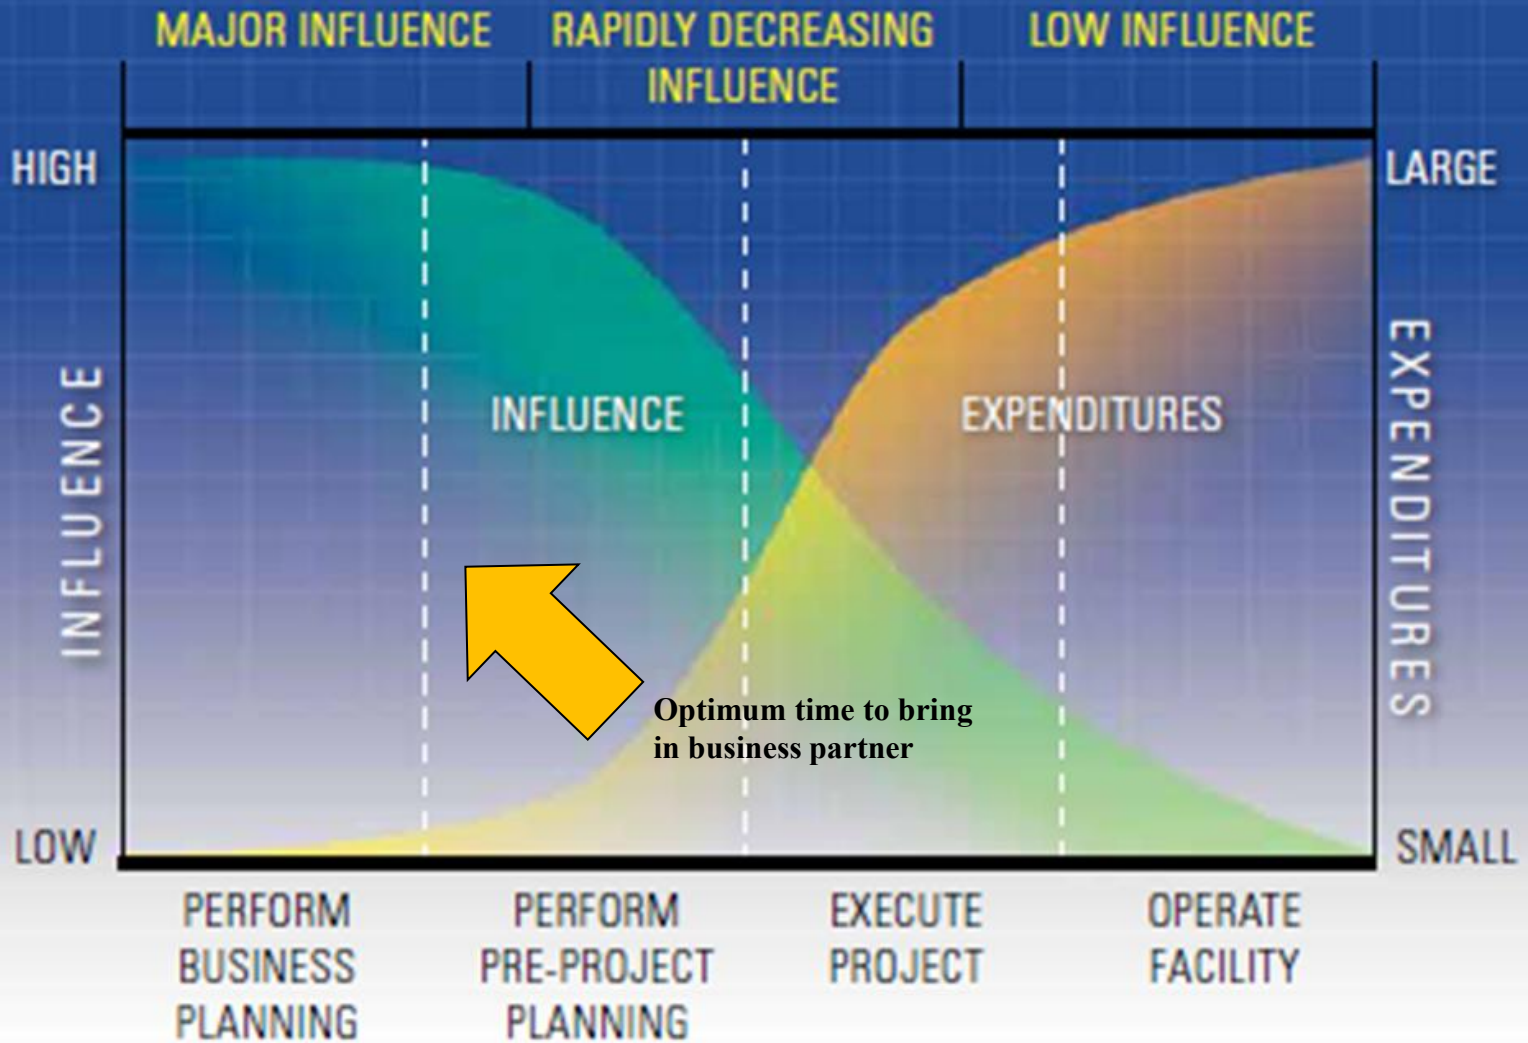 MAJOR INFLUENCE
RAPIDLY DECREASING
INFLUENCE
LOW INFLUENCE
HIGH
LARGE
INFLUENCE
INFLUENCE
EXPENDITURES
EXPENDITURES
Optimum time to bring
in business partner
LOW
SMALL
PERFORM
BUSINESS
PLANNING
PERFORM
PRE-PROJECT
PLANNING
EXECUTE
PROJECT
OPERATE
FACILITY